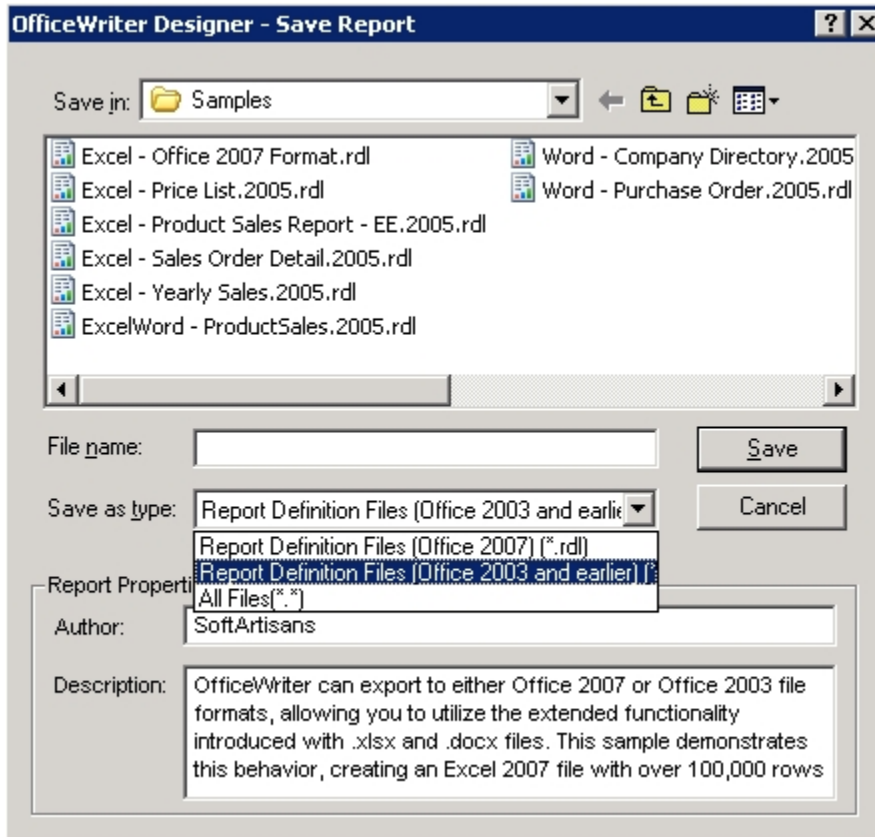 OfficeWriter Designer - Save Report
Save in: Samples
Excel - Office 2007 Format.rdl
Excel - Price List.2005.rdl
Excel - Product Sales Report - EE.2005.rdl
Excel - Sales Order Detail.2005.rdl
Excel - Yearly Sales.2005.rdl
ExcelWord - ProductSales.2005.rdl
Word - Company Directory.2005
Word - Purchase Order.2005.rdl
File name:
Save
Save as type: Report Definition Files (Office 2003 and earlie
Cancel
Report Definition Files (Office 2007) (*.rdl)
Report Definition Files (Office 2003 and earlier) (*
All Files(*.*)
Report Properti
Author: SoftArtisans
Description: OfficeWriter can export to either Office 2007 or Office 2003 file
formats, allowing you to utilize the extended functionality
introduced with .xlsx and .docx files. This sample demonstrates
this behavior, creating an Excel 2007 file with over 100,000 rows